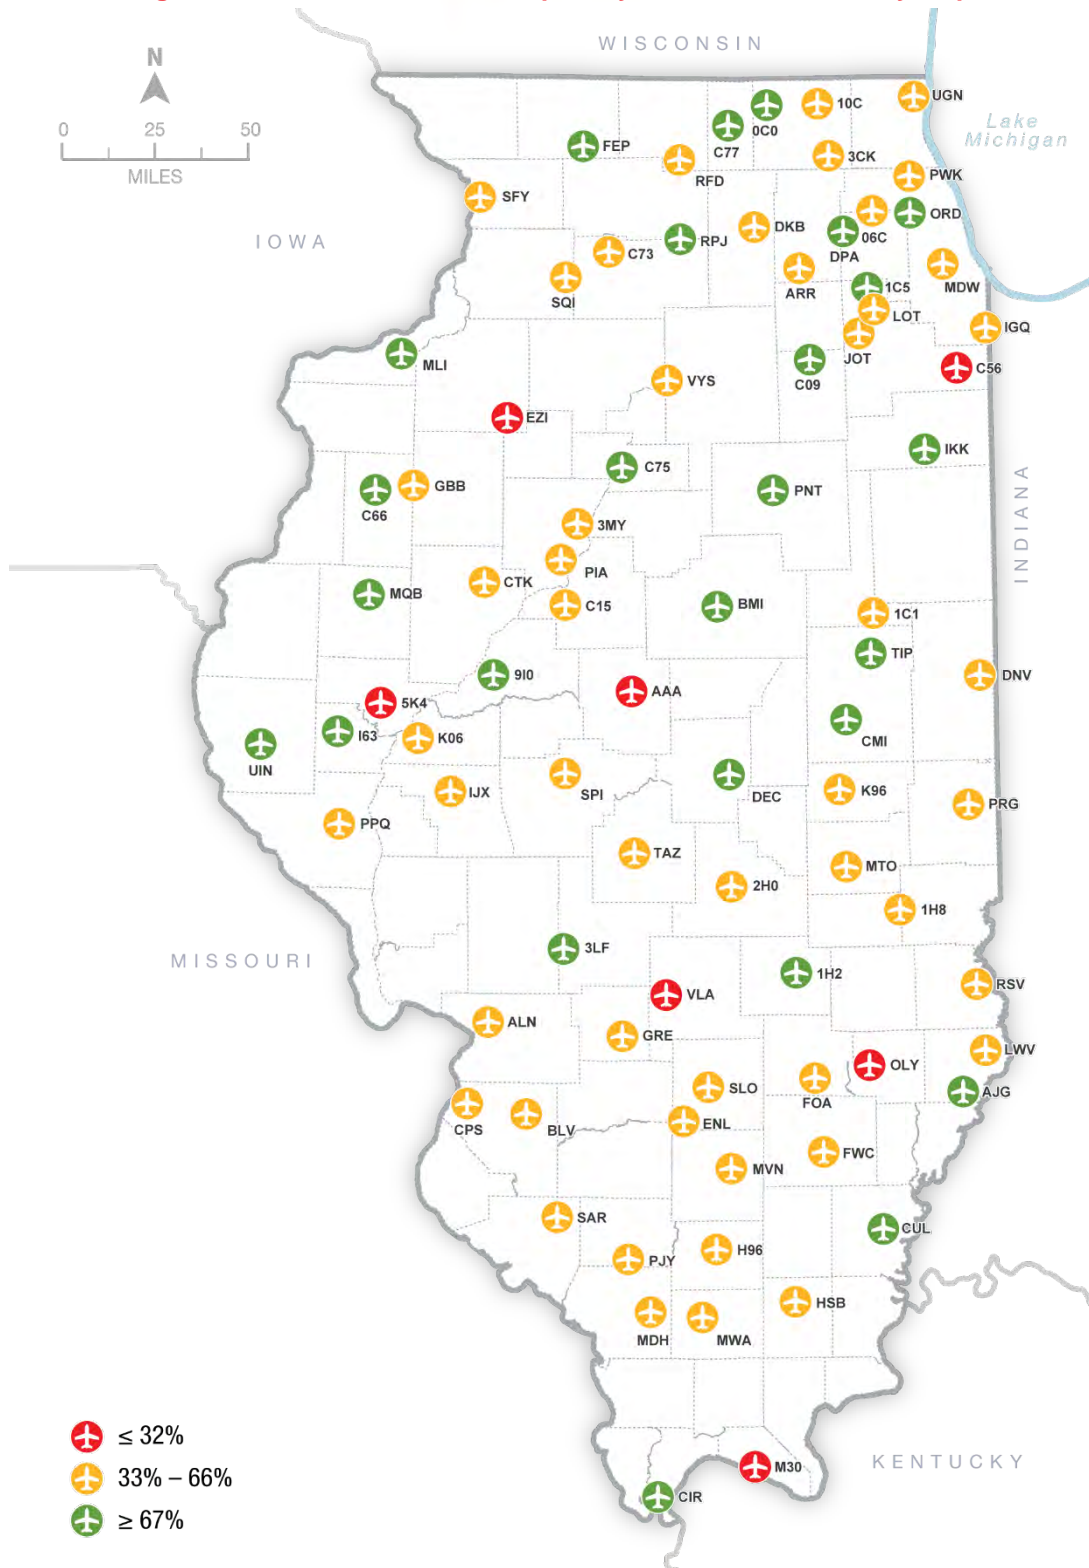 WISCONSIN
N
UGN
10C
0C0
Lake
Michigan
0 25 50
MILES
C77
FEP
3CK
RFD
PWK
SFY
ORD
DKB
06C
IOWA
RPJ
C73
DPA
MDW
ARR
1C5
SQI
LOT
IGQ
JOT
MLI
C56
C09
VYS
EZI
IKK
C75
GBB
PNT
C66
INDIANA
3MY
PIA
CTK
MQB
C15
BMI
1C1
TIP
9I0
DNV
AAA
5K4
I63
K06
CMI
UIN
SPI
DEC
IJX
K96
PRG
PPQ
TAZ
MTO
2H0
1H8
3LF
MISSOURI
1H2
RSV
VLA
ALN
GRE
LWV
OLY
SLO
FOA
AJG
CPS
BLV
ENL
FWC
MVN
SAR
CUL
H96
PJY
HSB
MDH
MWA
≤ 32%
33% – 66%
≥ 67%
KENTUCKY
M30
CIR